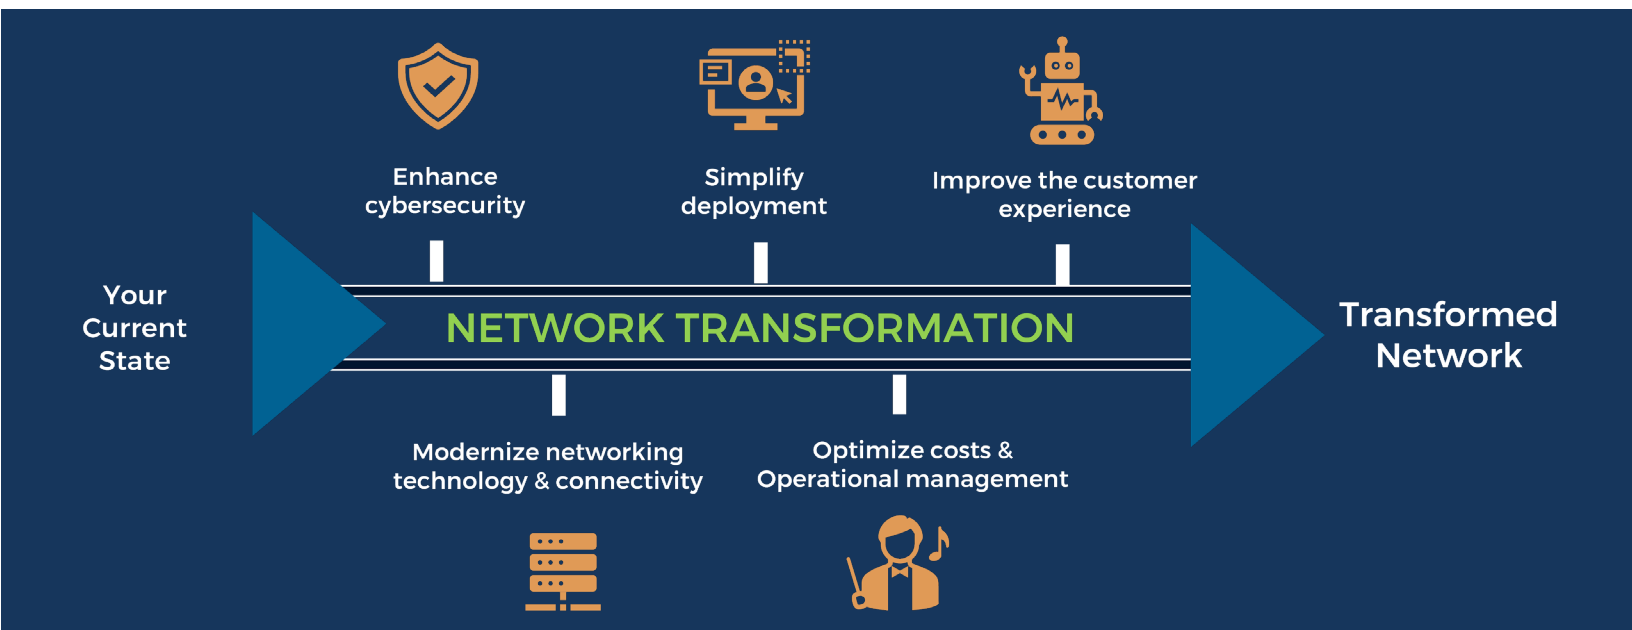 Enhance
cybersecurity
Simplify
deployment
Improve the customer
experience
Your
Current
State
NETWORK TRANSFORMATION
Transformed
Network
Modernize networking
technology & connectivity
Optimize costs &
Operational management